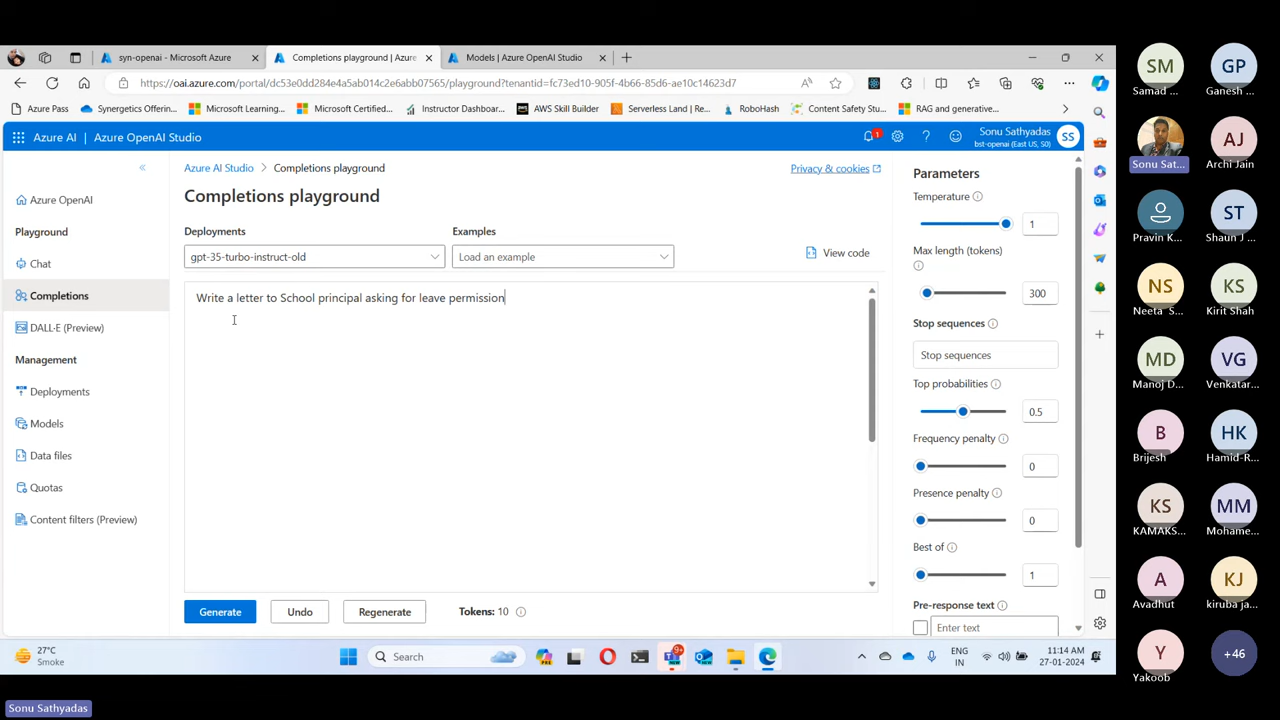 syn-openai - Microsoft Azure
Completions playground | Azure
Models | Azure OpenAI Studio
https://oai.azure.com/portal/dc53e0dd284e4a5ab014c2e6abb07565/playground?tenantid=fc73ed10-905f-4b66-85d6-ae10c14623d7
Azure Pass
Synergetics Offering...
Microsoft Learning...
Microsoft Certified...
Instructor Dashboar...
AWS Skill Builder
Serverless Land | Re...
RoboHash
Content Safety Stu...
RAG and generative...
Azure AI | Azure OpenAI Studio
1
Sonu Sathyadas
bst-openai (East US, S0)
SS
Azure AI Studio > Completions playground
Privacy & cookies
Completions playground
Azure OpenAI
Playground
Chat
Completions
DALL·E (Preview)
Management
Deployments
Models
Data files
Quotas
Content filters (Preview)
Deployments
gpt-35-turbo-instruct-old
Examples
Load an example
View code
Write a letter to School principal asking for leave permission
Generate
Undo
Regenerate
Tokens: 10
Parameters
Temperature
1
Max length (tokens)
300
Stop sequences
Stop sequences
Top probabilities
0.5
Frequency penalty
0
Presence penalty
0
Best of
1
Pre-response text
Enter text
27°C
Smoke
Search
9+
ENG
IN
11:14 AM
27-01-2024
SM
Samad ...
GP
Ganesh ...
Sonu Sat...
AJ
Archi Jain
Pravin K...
ST
Shaun J ...
NS
Neeta S...
KS
Kirit Shah
MD
Manoj D...
VG
Venkatar...
B
Brijesh
HK
Hamid-R...
KS
KAMAKS...
MM
Mohame...
A
Avadhut
KJ
kiruba ja...
Y
Yakoob
+46
Sonu Sathyadas